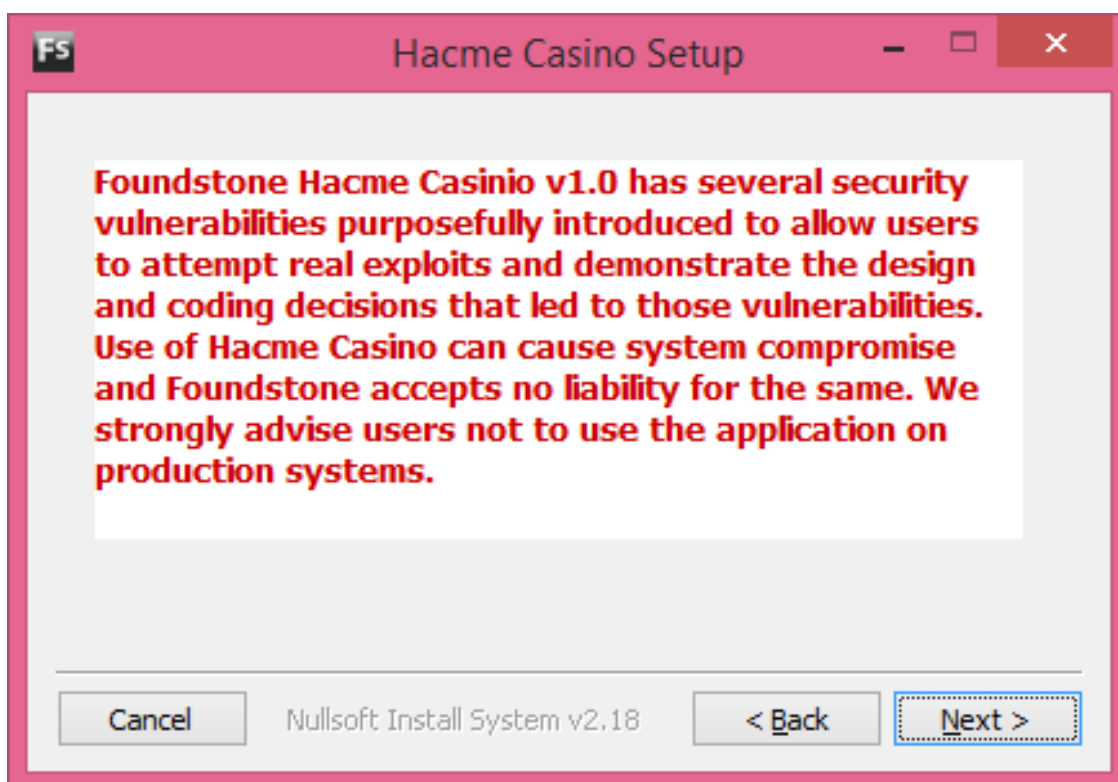 FS
Hacme Casino Setup
Foundstone Hacme Casinio v1.0 has several security
vulnerabilities purposefully introduced to allow users
to attempt real exploits and demonstrate the design
and coding decisions that led to those vulnerabilities.
Use of Hacme Casino can cause system compromise
and Foundstone accepts no liability for the same. We
strongly advise users not to use the application on
production systems.
Cancel
Nullsoft Install System v2.18
< Back
Next >